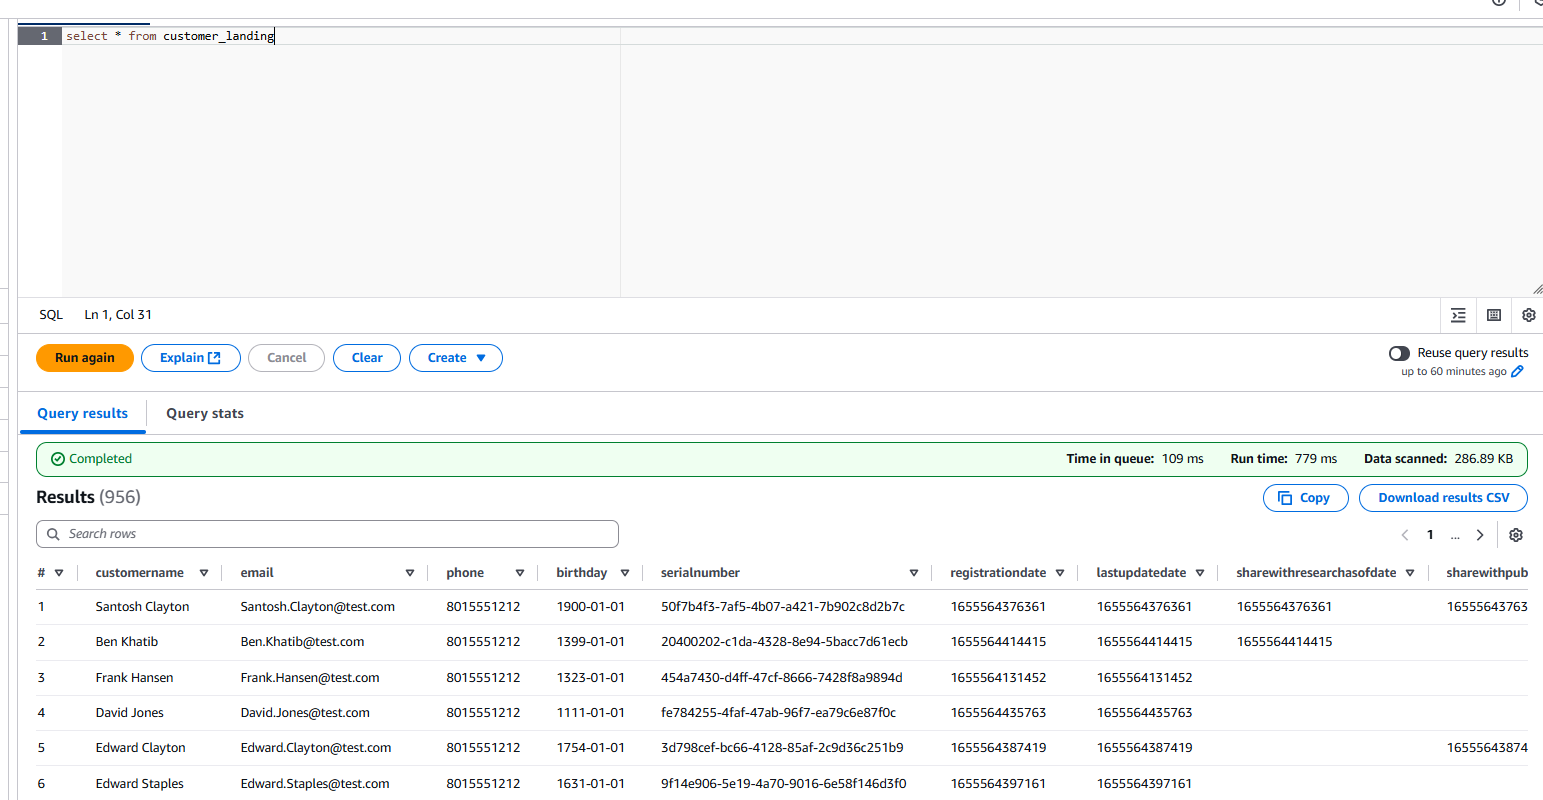 1 select * from customer_landing
SQL Ln 1, Col 31
Run again Explain Cancel Clear Create Reuse query results
up to 60 minutes ago
Query results Query stats
Completed Time in queue: 109 ms Run time: 779 ms Data scanned: 286.89 KB
Results (956) Copy Download results CSV
Search rows 1 ...
# customername email phone birthday serialnumber registrationdate lastupdatedate sharewithresearchasofdate sharewithpub
1 Santosh Clayton Santosh.Clayton@test.com 8015551212 1900-01-01 50f7b4f3-7af5-4b07-a421-7b902c8d2b7c 1655564376361 1655564376361 1655564376361 16555643763
2 Ben Khatib Ben.Khatib@test.com 8015551212 1399-01-01 20400202-c1da-4328-8e94-5bacc7d61ecb 1655564414415 1655564414415 1655564414415
3 Frank Hansen Frank.Hansen@test.com 8015551212 1323-01-01 454a7430-d4ff-47cf-8666-7428f8a9894d 1655564131452 1655564131452
4 David Jones David.Jones@test.com 8015551212 1111-01-01 fe784255-4faf-47ab-96f7-ea79c6e87f0c 1655564435763 1655564435763
5 Edward Clayton Edward.Clayton@test.com 8015551212 1754-01-01 3d798cef-bc66-4128-85af-2c9d36c251b9 1655564387419 1655564387419 16555643874
6 Edward Staples Edward.Staples@test.com 8015551212 1631-01-01 9f14e906-5e19-4a70-9016-6e58f146d3f0 1655564397161 1655564397161